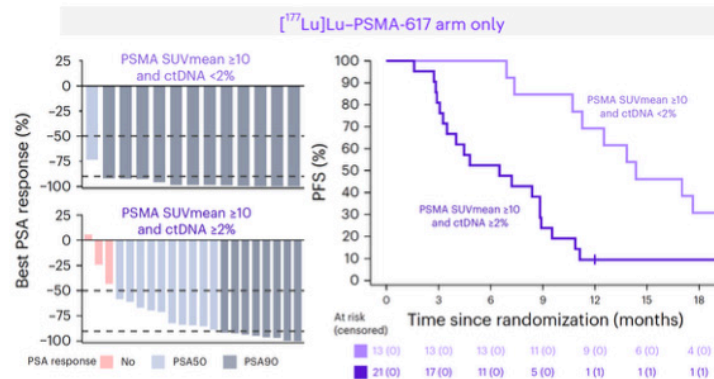 [¹⁷⁷Lu]Lu–PSMA-617 arm only
PSMA SUVmean ≥10
and ctDNA <2%
25
0
−25
−50
−75
−100
PSMA SUVmean ≥10
and ctDNA ≥2%
25
0
−25
−50
−75
−100
Best PSA response (%)
PSA response No PSA50 PSA90
100
90
80
70
60
50
40
30
20
10
0
PFS (%)
PSMA SUVmean ≥10
and ctDNA <2%
PSMA SUVmean ≥10
and ctDNA ≥2%
0 3 6 9 12 15 18
Time since randomization (months)
At risk
(censored)
13 (0) 13 (0) 13 (0) 11 (0) 9 (0) 6 (0) 4 (0)
21 (0) 17 (0) 11 (0) 5 (0) 1 (1) 1 (1) 1 (1)